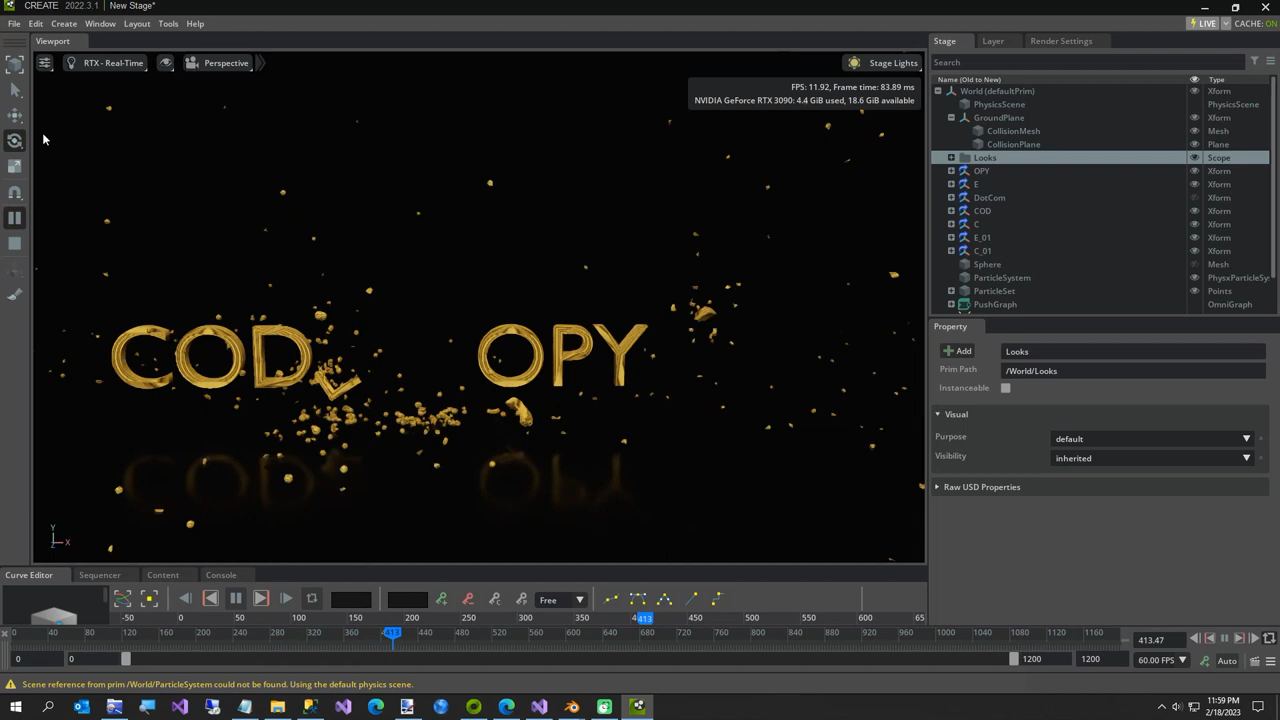 CREATE 2022.3.1 New Stage*
File Edit Create Window Layout Tools Help
LIVE CACHE: ON
Viewport
Stage Layer Render Settings
RTX - Real-Time Perspective Stage Lights
Search
Name (Old to New) Type
FPS: 11.92, Frame time: 83.89 ms
NVIDIA GeForce RTX 3090: 4.4 GiB used, 18.6 GiB available
World (defaultPrim) Xform
PhysicsScene PhysicsScene
GroundPlane Xform
CollisionMesh Mesh
CollisionPlane Plane
Looks Scope
OPY Xform
E Xform
DotCom Xform
COD Xform
C Xform
E_01 Xform
C_01 Xform
Sphere Mesh
ParticleSystem PhysxParticleSy
ParticleSet Points
PushGraph OmniGraph
CODE OPY
Property
Add Looks
Prim Path /World/Looks
Instanceable
Visual
Purpose default
Visibility inherited
Raw USD Properties
Y
Z X
Curve Editor Sequencer Content Console
Free
-50 0 50 100 150 200 250 300 350 413 450 500 550 600 65
0 40 80 120 160 200 240 280 320 360 413 440 480 520 560 600 640 680 720 760 800 840 880 920 960 1000 1040 1080 1120 1160
413.47
0 0 1200 1200 60.00 FPS Auto
Scene reference from prim /World/ParticleSystem could not be found. Using the default physics scene.
11:59 PM
2/18/2023